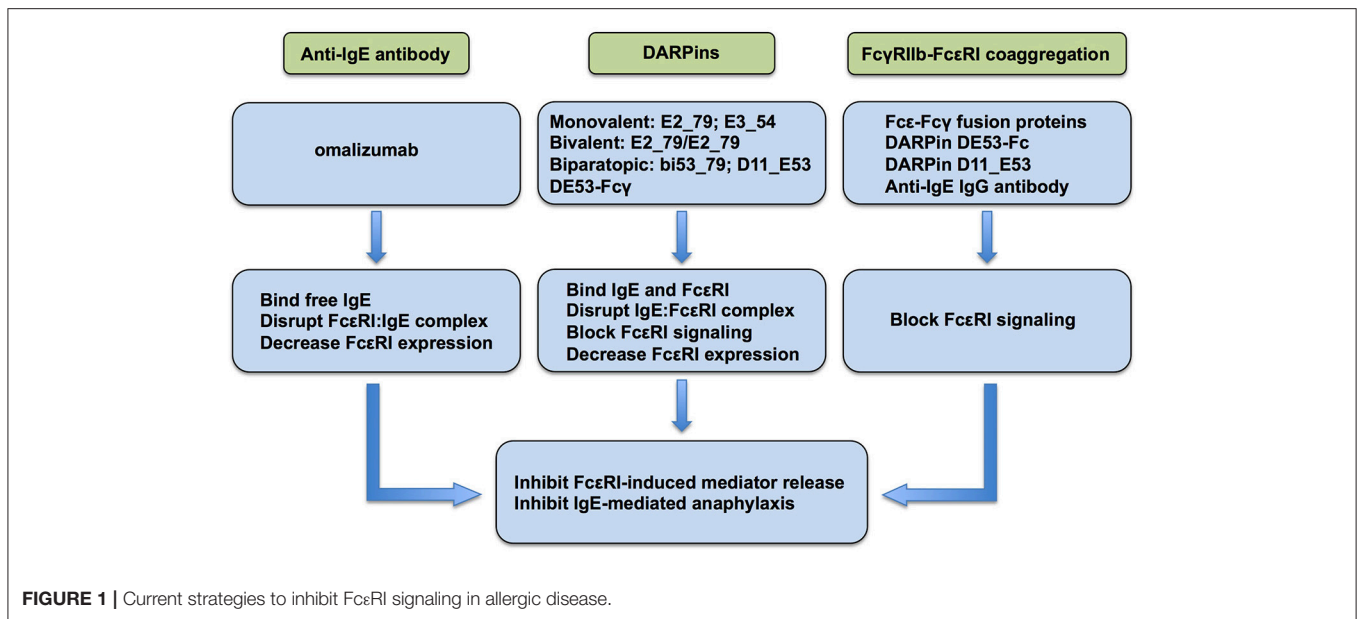 Anti-IgE antibody
DARPins
FcγRIIb-FcεRI coaggregation
omalizumab
Monovalent: E2_79; E3_54
Bivalent: E2_79/E2_79
Biparatopic: bi53_79; D11_E53
DE53-Fcγ
Fcε-Fcγ fusion proteins
DARPin DE53-Fc
DARPin D11_E53
Anti-IgE IgG antibody
Bind free IgE
Disrupt FcεRI:IgE complex
Decrease FcεRI expression
Bind IgE and FcεRI
Disrupt IgE:FcεRI complex
Block FcεRI signaling
Decrease FcεRI expression
Block FcεRI signaling
Inhibit FcεRI-induced mediator release
Inhibit IgE-mediated anaphylaxis
FIGURE 1 | Current strategies to inhibit FcεRI signaling in allergic disease.